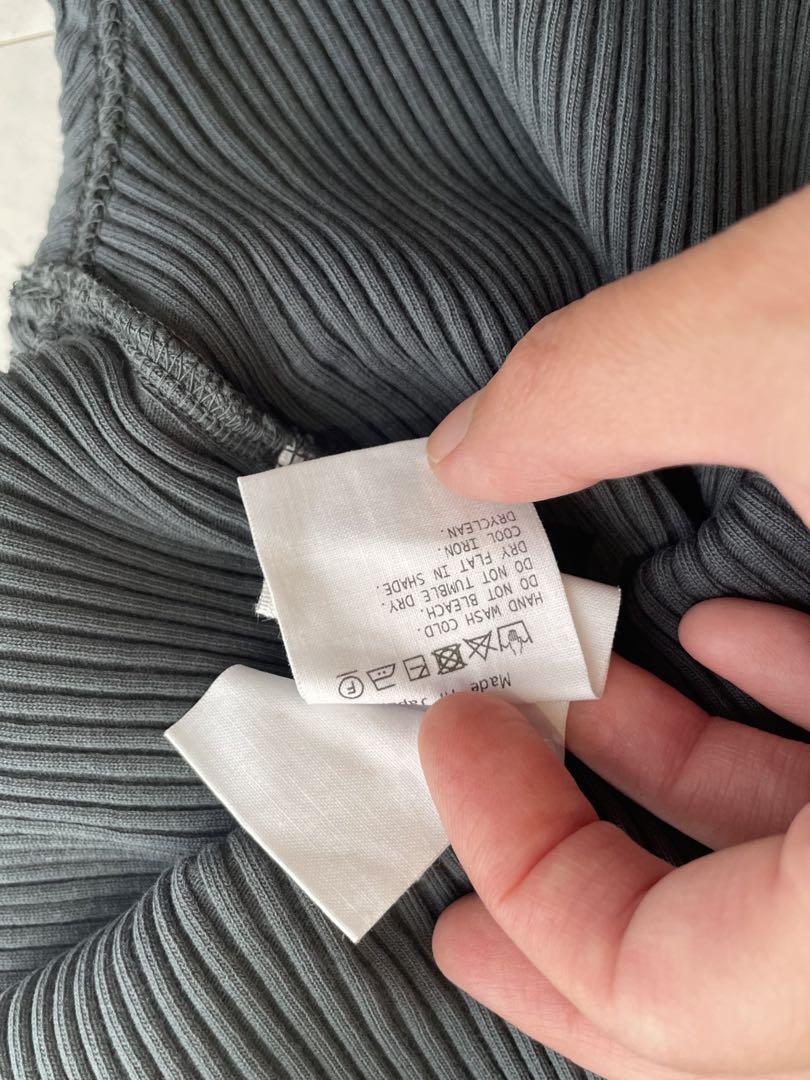 Made in Japan
F
HAND WASH COLD.
DO NOT BLEACH.
DO NOT TUMBLE DRY.
DRY FLAT IN SHADE.
COOL IRON.
DRYCLEAN.